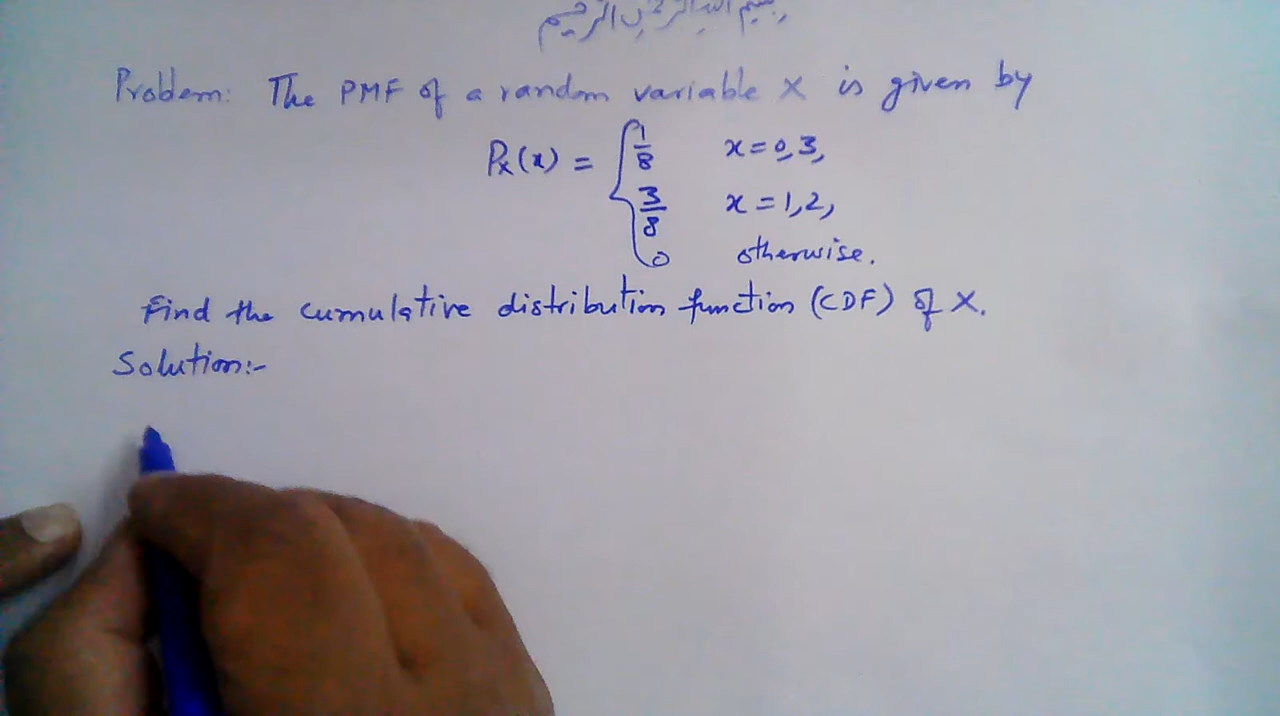 بسم الله الرحمن الرحيم
Problem: The PMF of a random variable X is given by
Px(x) = { 1/8 x=0,3,
3/8 x=1,2,
0 otherwise.
Find the cumulative distribution function (CDF) of X.
Solution:-